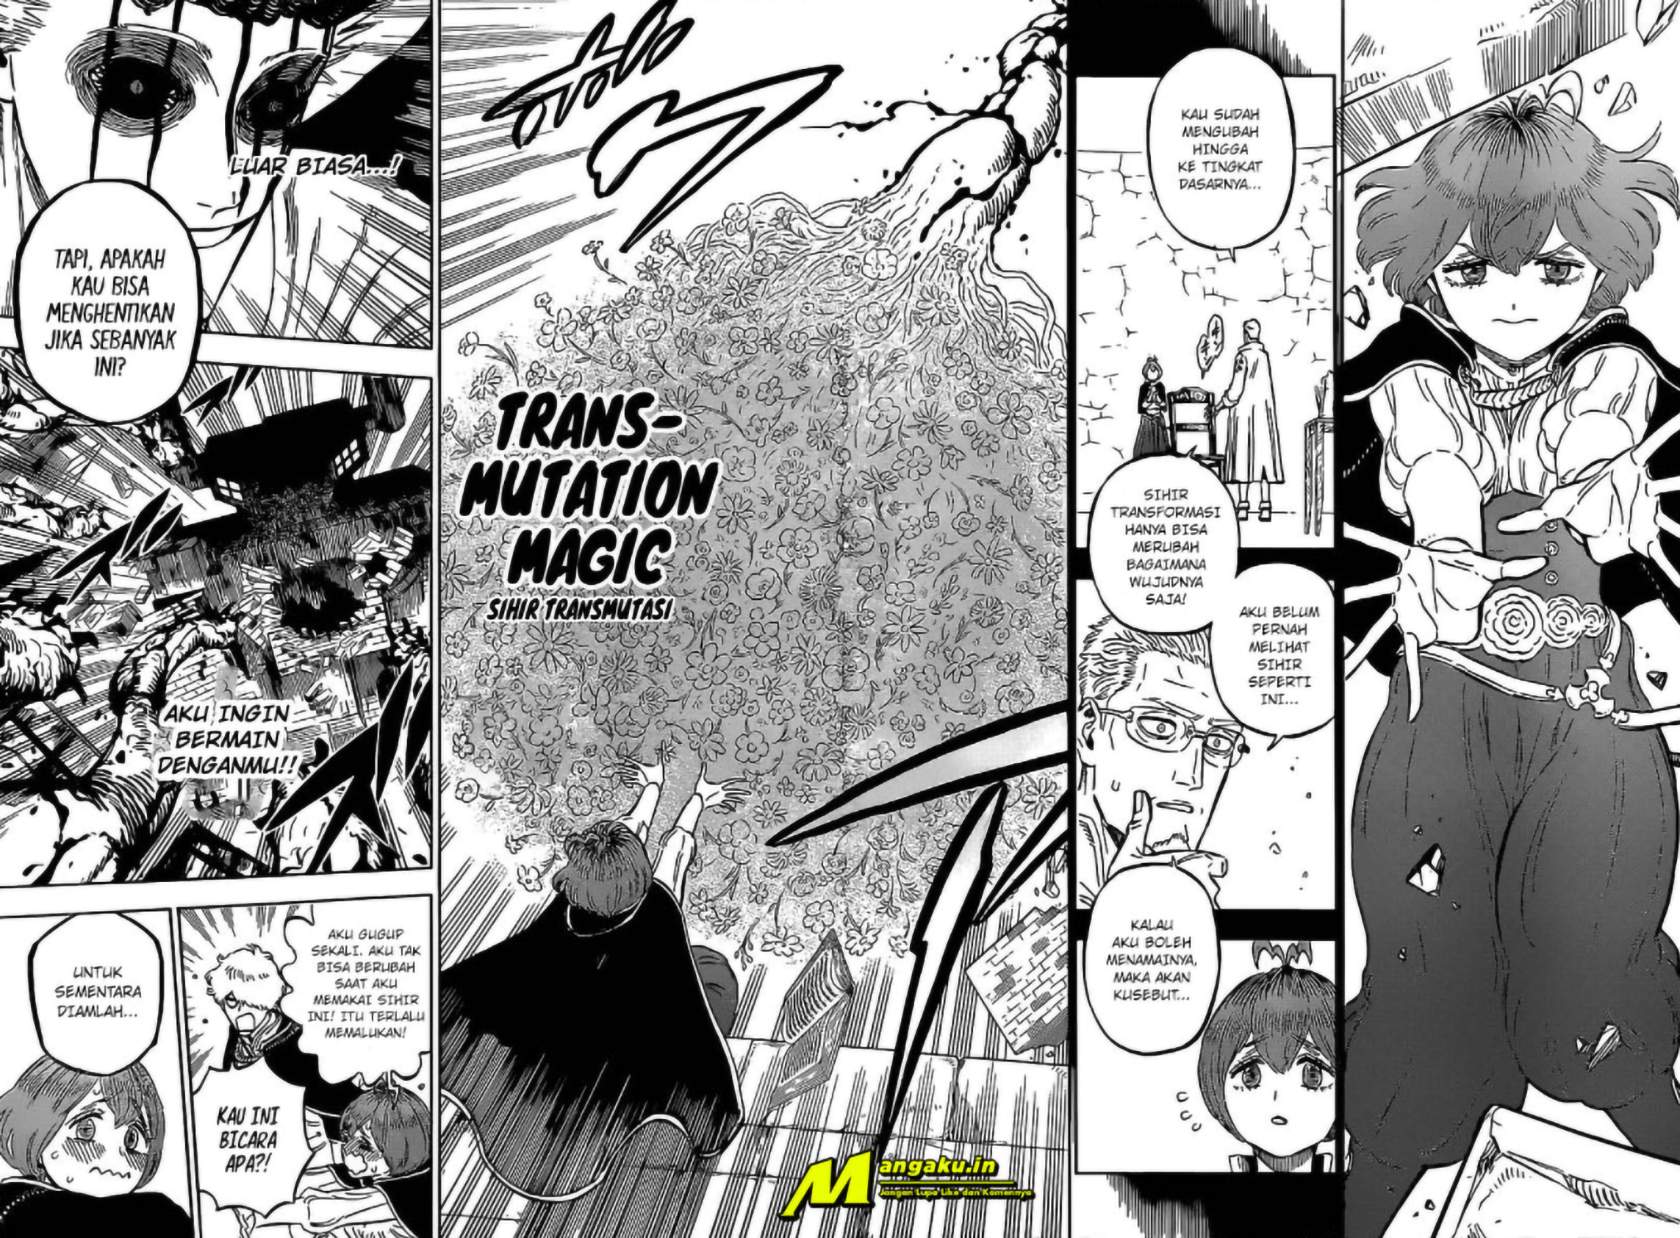 KAU SUDAH
MENGUBAH
HINGGA
KE TINGKAT
DASARNYA...
SIHIR
TRANSFORMASI
HANYA BISA
MERUBAH
BAGAIMANA
WUJUDNYA
SAJA!
AKU BELUM
PERNAH
MELIHAT
SIHIR
SEPERTI
INI...
KALAU
AKU BOLEH
MENAMAINYA,
MAKA AKAN
KUSEBUT...
TRANS-
MUTATION
MAGIC
SIHIR TRANSMUTASI
LUAR BIASA...!
TAPI, APAKAH
KAU BISA
MENGHENTIKAN
JIKA SEBANYAK
INI?
AKU INGIN
BERMAIN
DENGANMU!!
AKU GUGUP
SEKALI. AKU TAK
BISA BERUBAH
SAAT AKU
MEMAKAI SIHIR
INI! ITU TERLALU
MEMALUKAN!
KAU INI
BICARA
APA?!
UNTUK
SEMENTARA
DIAMLAH...
Mangaku.in
Jangan Lupa Like dan Komennya